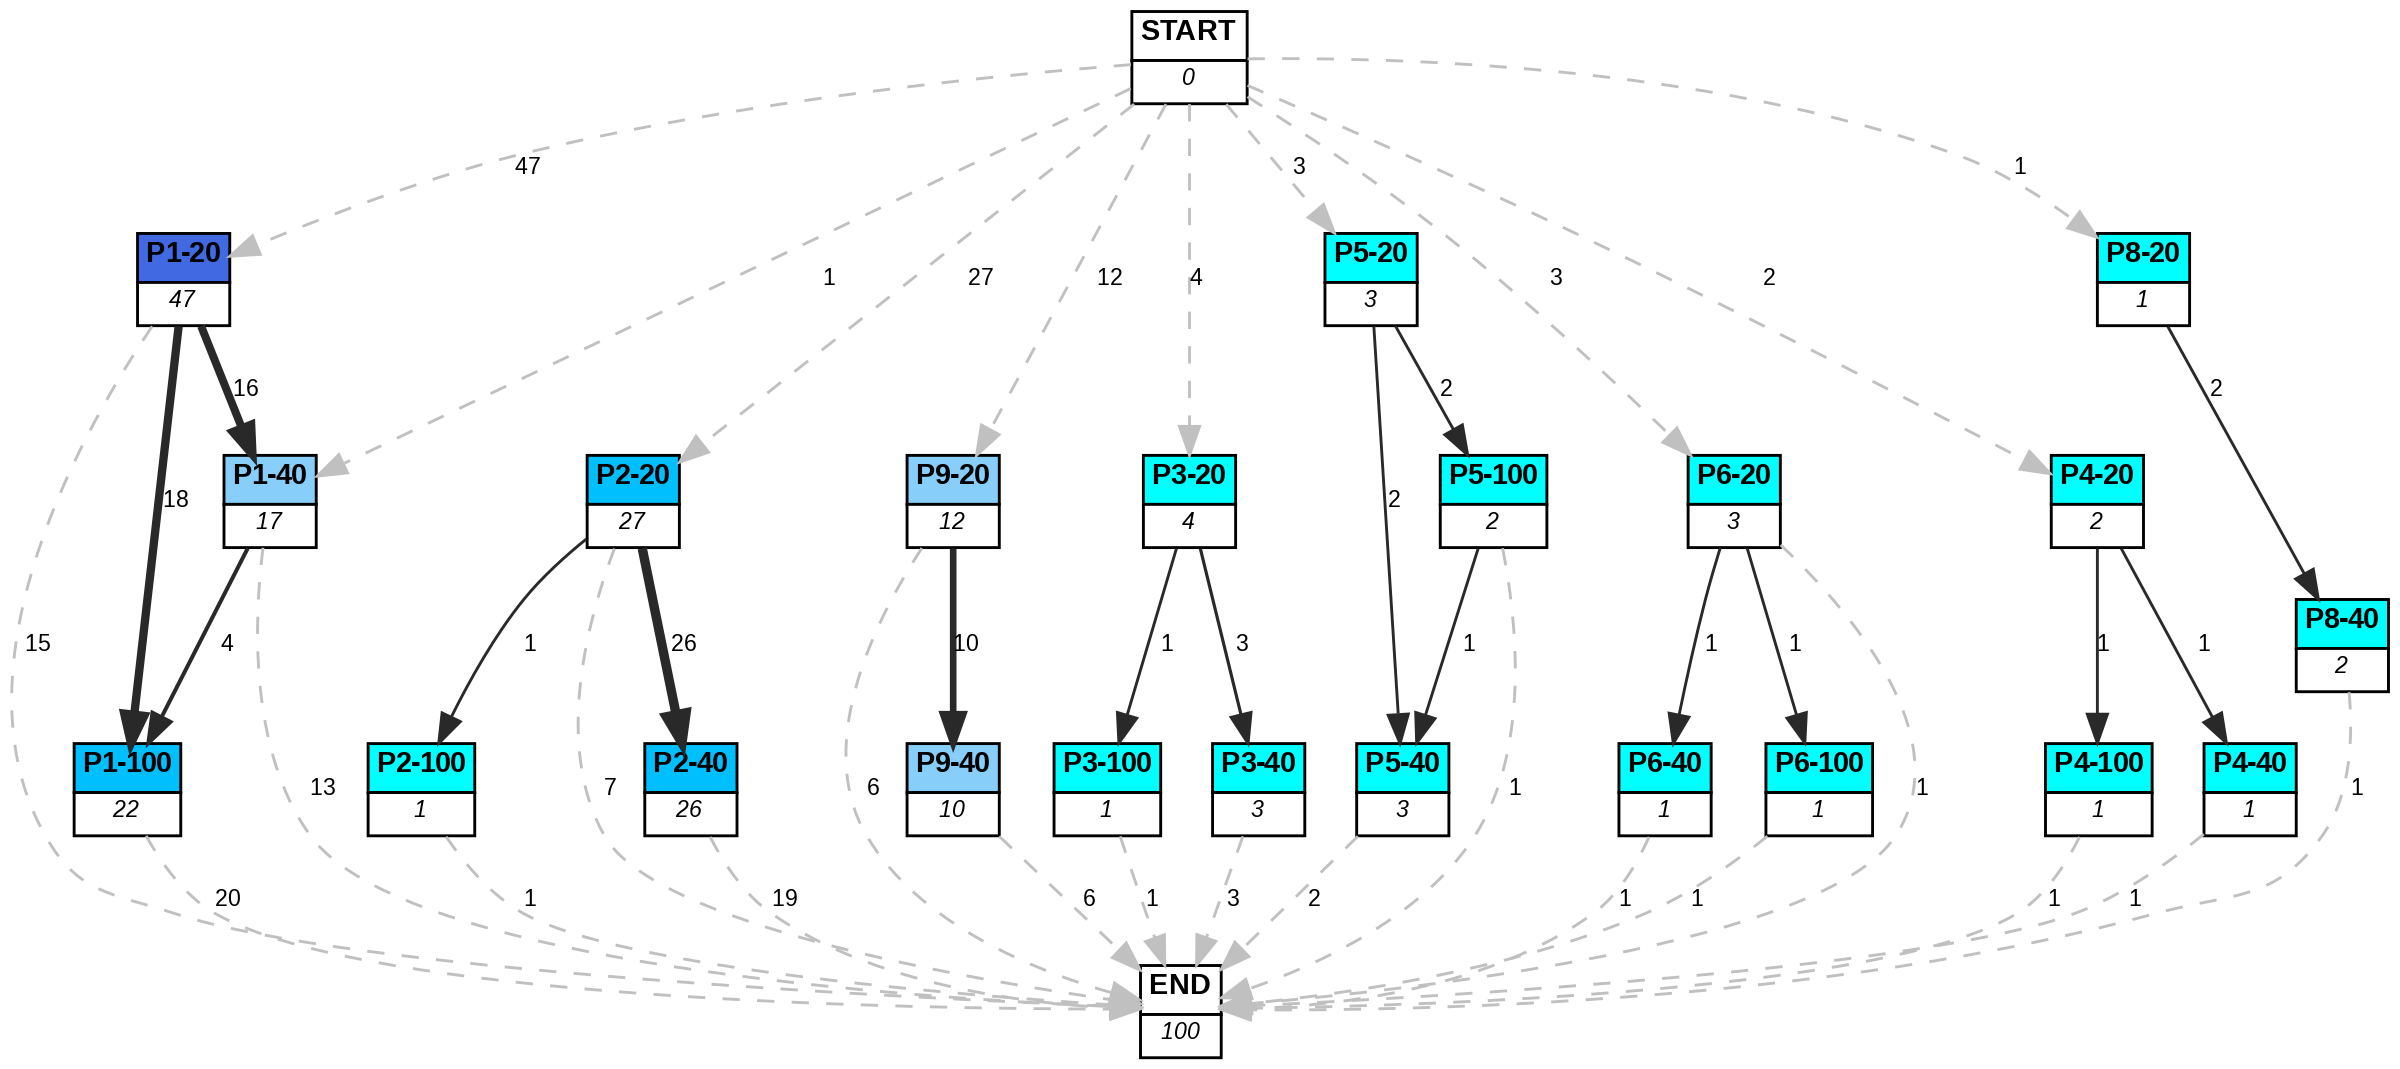 START
0
47
3
1
P1-20
47
P5-20
3
P8-20
1
1
27
12
4
3
2
16
2
2
P1-40
17
P2-20
27
P9-20
12
P3-20
4
P5-100
2
P6-20
3
P4-20
2
18
2
P8-40
2
15
4
1
26
10
1
3
1
1
1
1
1
P1-100
22
P2-100
1
P2-40
26
P9-40
10
P3-100
1
P3-40
3
P5-40
3
P6-40
1
P6-100
1
P4-100
1
P4-40
1
13
7
6
1
1
1
20
1
19
6
1
3
2
1
1
1
1
END
100